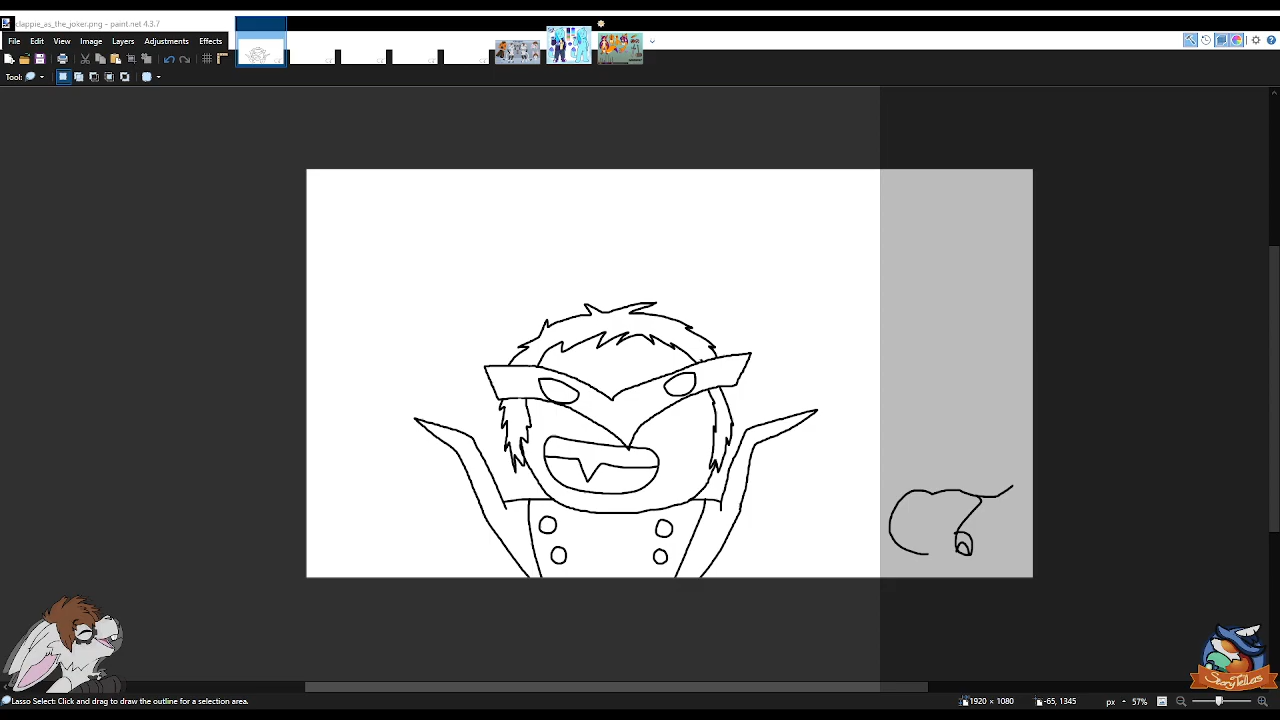 clappie_as_the_joker.png - paint.net 4.3.7
File Edit View Image Layers Adjustments Effects
Tool:
StoryTellers
Lasso Select: Click and drag to draw the outline for a selection area.
1920 × 1080
-65, 1345
px
57%